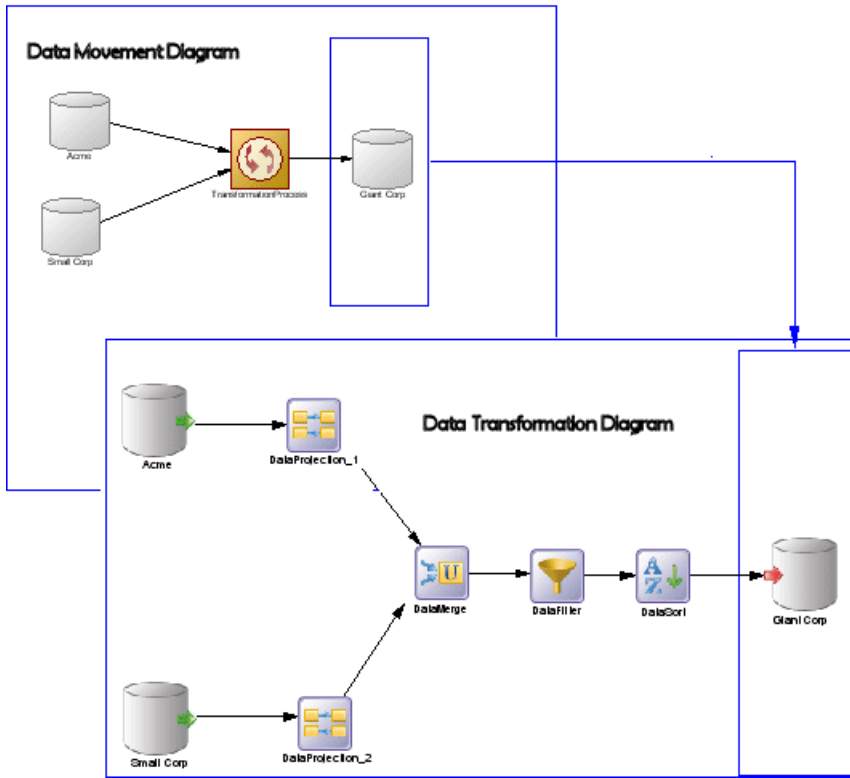 Data Movement Diagram
Acme
TransformationProcess
Giant Corp
Small Corp
Data Transformation Diagram
Acme
DataProjection_1
DataMerge
DataFilter
DataSort
Giant Corp
Small Corp
DataProjection_2